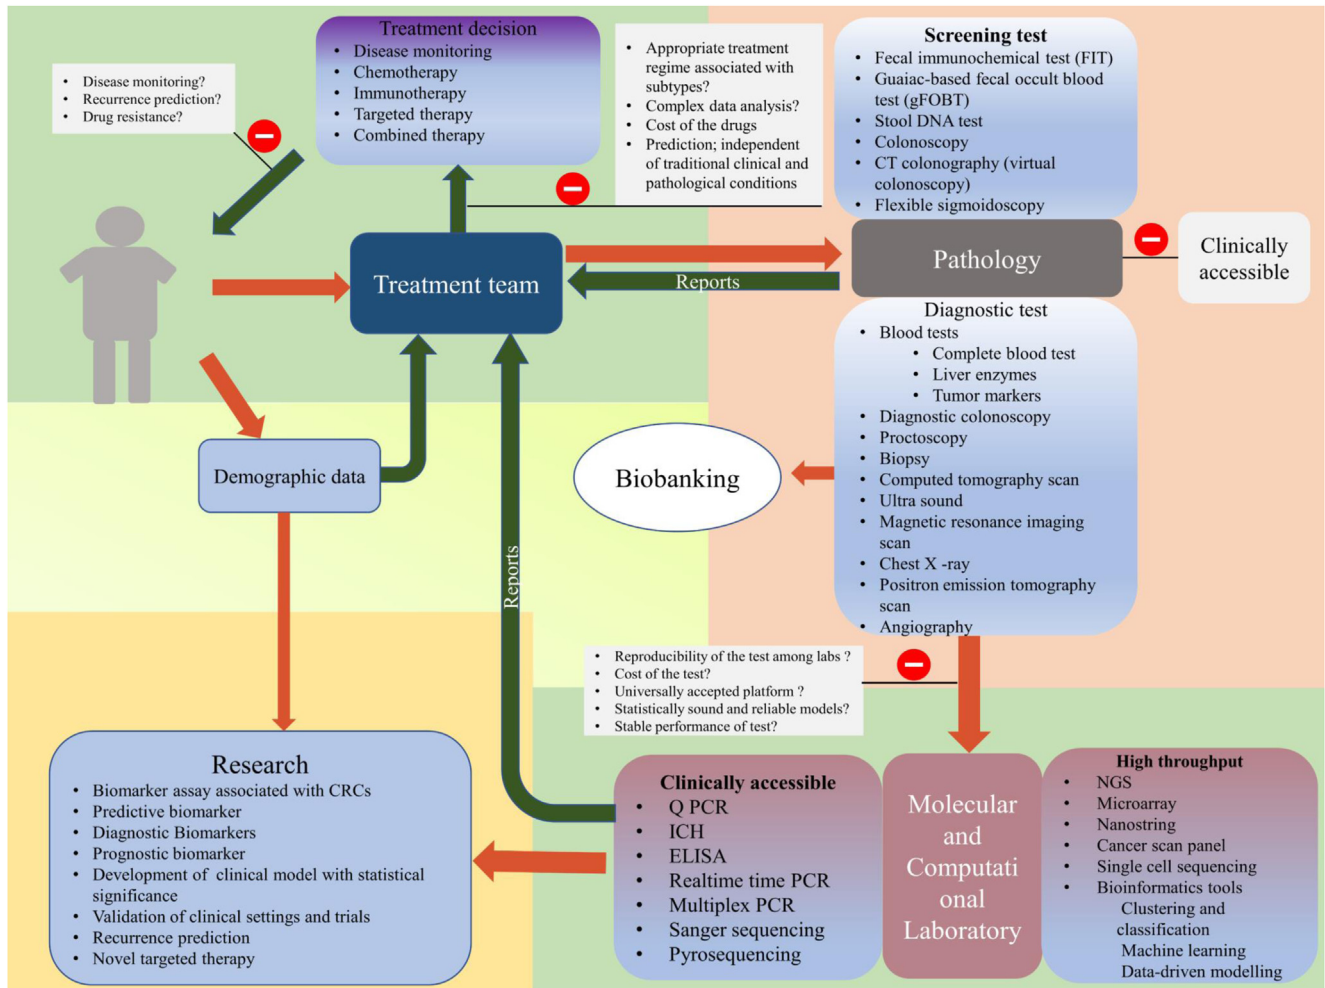 Treatment decision
• Disease monitoring
• Chemotherapy
• Immunotherapy
• Targeted therapy
• Combined therapy
• Disease monitoring?
• Recurrence prediction?
• Drug resistance?
• Appropriate treatment
regime associated with
subtypes?
• Complex data analysis?
• Cost of the drugs
• Prediction; independent
of traditional clinical and
pathological conditions
Screening test
• Fecal immunochemical test (FIT)
• Guaiac-based fecal occult blood
test (gFOBT)
• Stool DNA test
• Colonoscopy
• CT colonography (virtual
colonoscopy)
• Flexible sigmoidoscopy
Treatment team
Reports
Pathology
Clinically
accessible
Diagnostic test
• Blood tests
• Complete blood test
• Liver enzymes
• Tumor markers
• Diagnostic colonoscopy
• Proctoscopy
• Biopsy
• Computed tomography scan
• Ultra sound
• Magnetic resonance imaging
scan
• Chest X -ray
• Positron emission tomography
scan
• Angiography
Demographic data
Biobanking
Reports
• Reproducibility of the test among labs ?
• Cost of the test?
• Universally accepted platform ?
• Statistically sound and reliable models?
• Stable performance of test?
Research
• Biomarker assay associated with CRCs
• Predictive biomarker
• Diagnostic Biomarkers
• Prognostic biomarker
• Development of clinical model with statistical
significance
• Validation of clinical settings and trials
• Recurrence prediction
• Novel targeted therapy
Clinically accessible
• Q PCR
• ICH
• ELISA
• Realtime time PCR
• Multiplex PCR
• Sanger sequencing
• Pyrosequencing
Molecular
and
Computati
onal
Laboratory
High throughput
• NGS
• Microarray
• Nanostring
• Cancer scan panel
• Single cell sequencing
• Bioinformatics tools
Clustering and
classification
Machine learning
Data-driven modelling